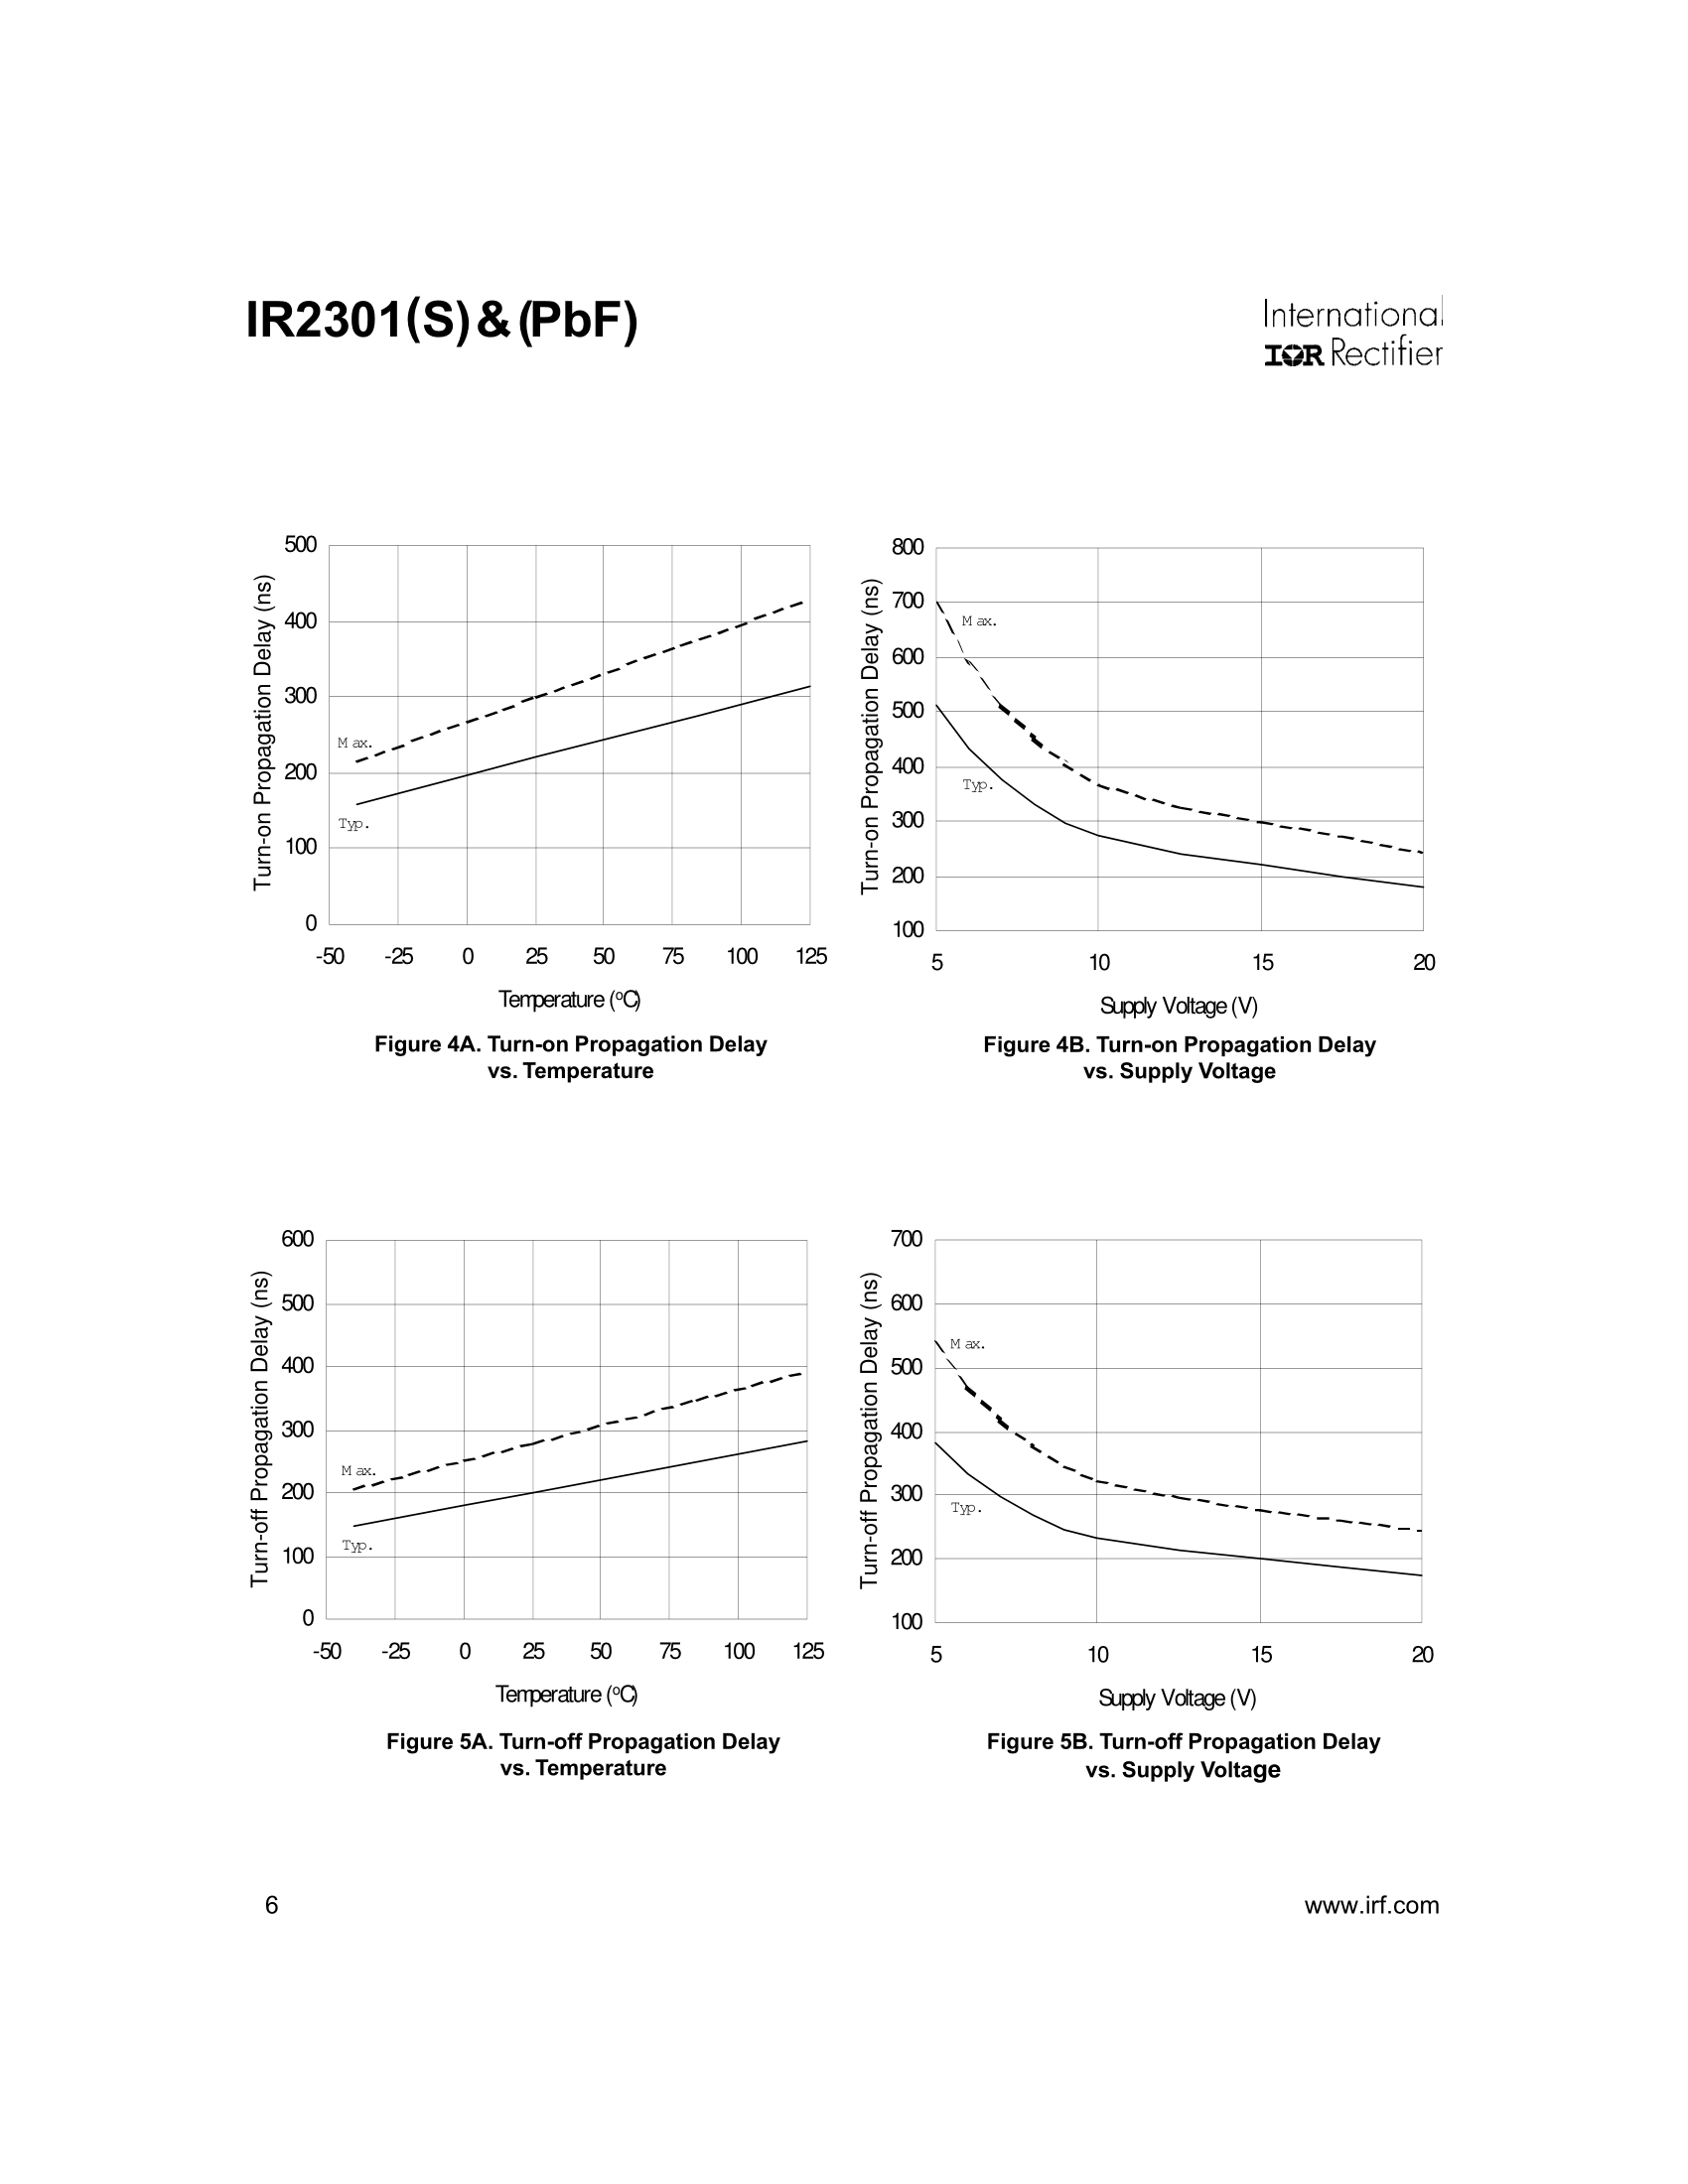 IR2301(S) & (PbF)
International
IOR Rectifier
500
400
300
200
100
0
Turn-on Propagation Delay (ns)
Max.
Typ.
-50 -25 0 25 50 75 100 125
Temperature (ºC)
Figure 4A. Turn-on Propagation Delay
vs. Temperature
800
700
600
500
400
300
200
100
Turn-on Propagation Delay (ns)
Max.
Typ.
5 10 15 20
Supply Voltage (V)
Figure 4B. Turn-on Propagation Delay
vs. Supply Voltage
600
500
400
300
200
100
0
Turn-off Propagation Delay (ns)
Max.
Typ.
-50 -25 0 25 50 75 100 125
Temperature (ºC)
Figure 5A. Turn-off Propagation Delay
vs. Temperature
700
600
500
400
300
200
100
Turn-off Propagation Delay (ns)
Max.
Typ.
5 10 15 20
Supply Voltage (V)
Figure 5B. Turn-off Propagation Delay
vs. Supply Voltage
6
www.irf.com